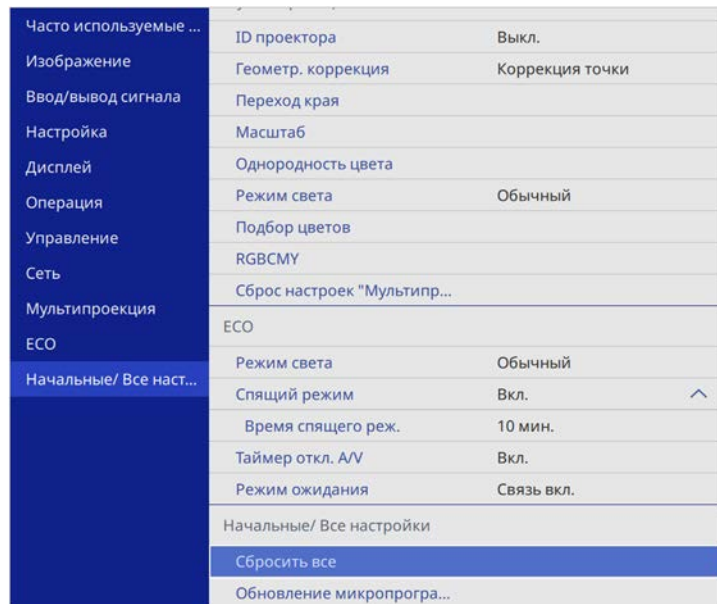 Часто используемые ...
Изображение
Ввод/вывод сигнала
Настройка
Дисплей
Операция
Управление
Сеть
Мультипроекция
ECO
Начальные/ Все наст...
ID проектора Выкл.
Геометр. коррекция Коррекция точки
Переход края
Масштаб
Однородность цвета
Режим света Обычный
Подбор цветов
RGBCMY
Сброс настроек "Мультипр...
ECO
Режим света Обычный
Спящий режим Вкл.
Время спящего реж. 10 мин.
Таймер откл. A/V Вкл.
Режим ожидания Связь вкл.
Начальные/ Все настройки
Сбросить все
Обновление микропрогра...